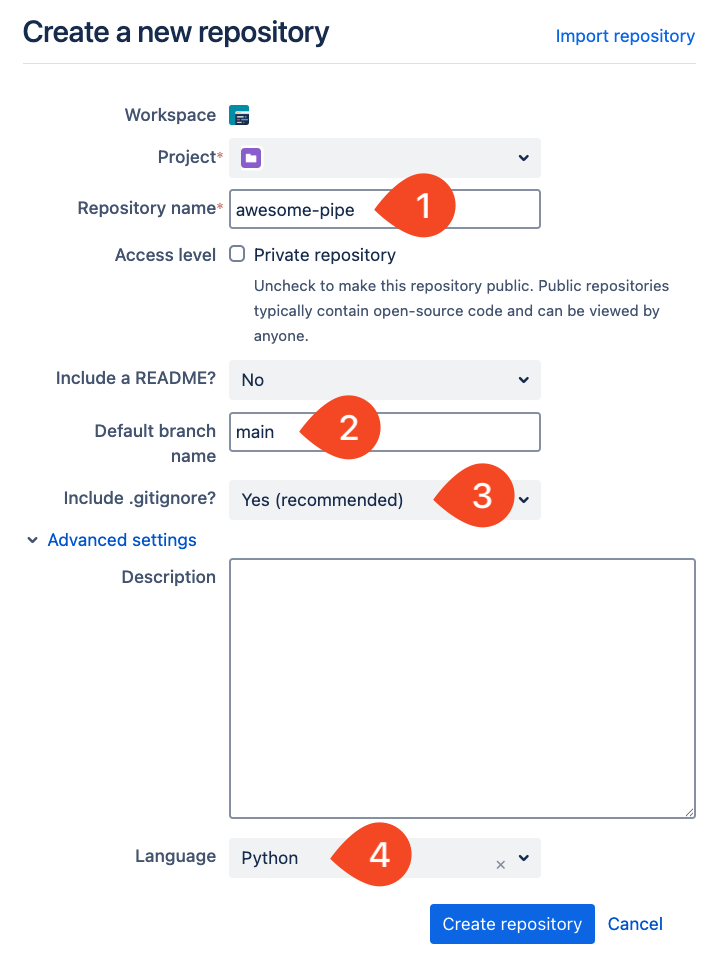 Create a new repository
Import repository
Workspace
Project*
Repository name*
awesome-pipe
1
Access level
Private repository
Uncheck to make this repository public. Public repositories
typically contain open-source code and can be viewed by
anyone.
Include a README?
No
Default branch
name
main
2
Include .gitignore?
Yes (recommended)
3
Advanced settings
Description
Language
Python
4
Create repository
Cancel